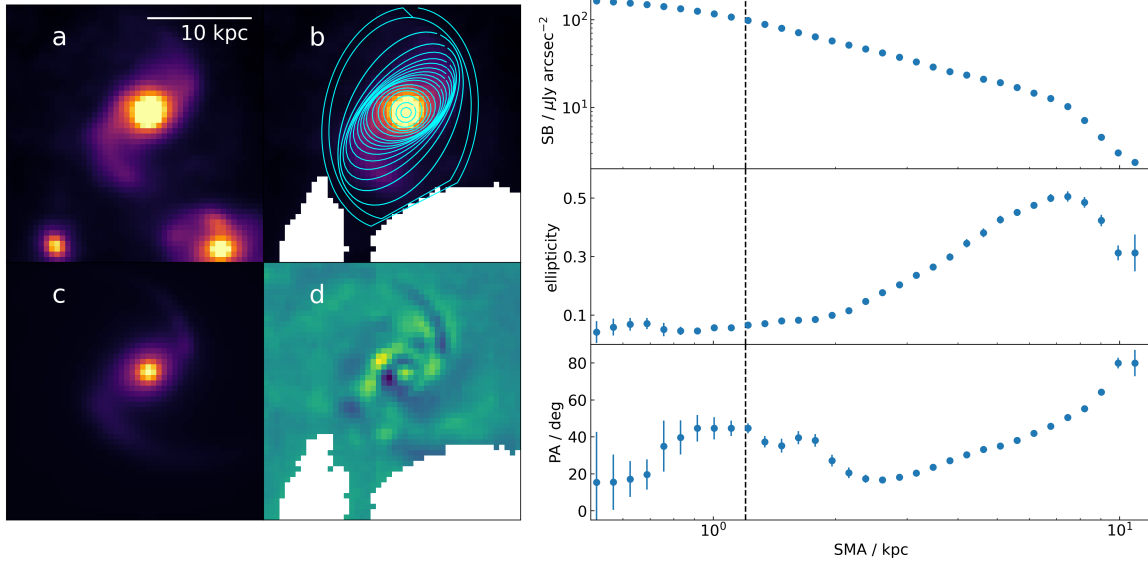 a
10 kpc
b
c
d
10²
10¹
SB / μJy arcsec⁻²
0.5
0.3
0.1
ellipticity
80
60
40
20
0
PA / deg
10⁰
10¹
SMA / kpc